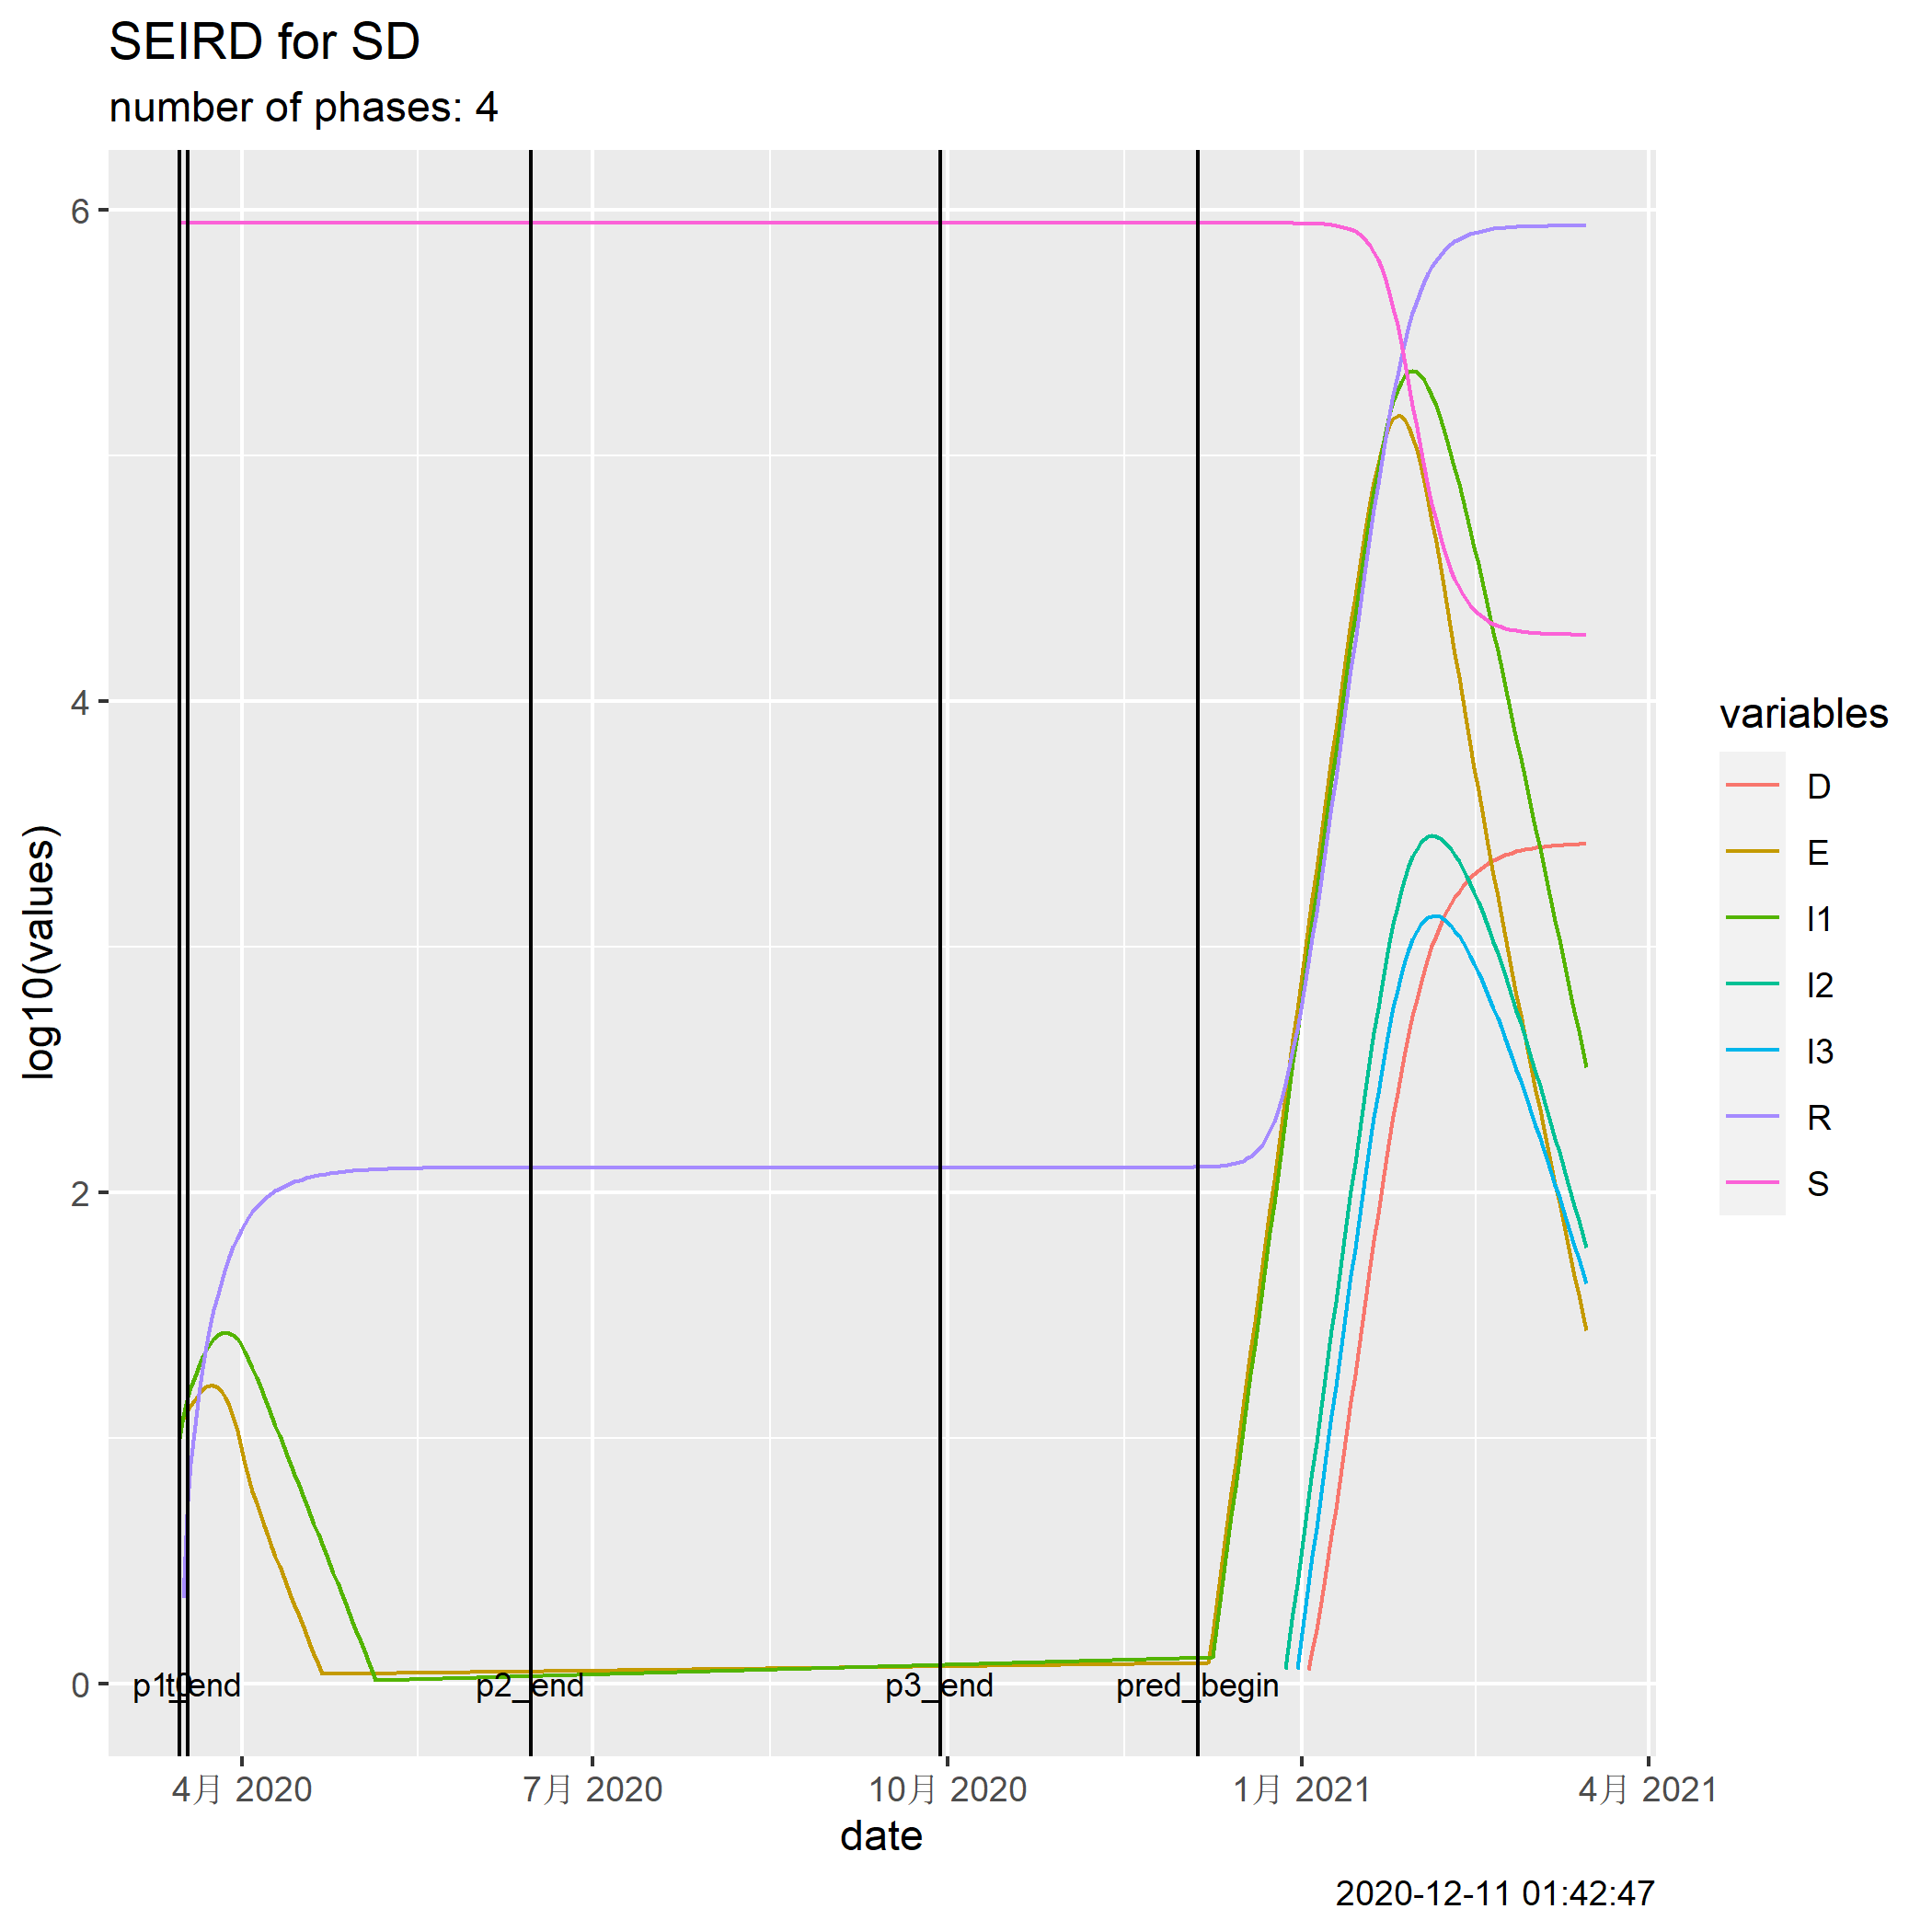 SEIRD for SD
number of phases: 4
6
4
2
0
log10(values)
p1_end
t0
p2_end
p3_end
pred_begin
4月 2020
7月 2020
10月 2020
1月 2021
4月 2021
date
variables
D
E
I1
I2
I3
R
S
2020-12-11 01:42:47